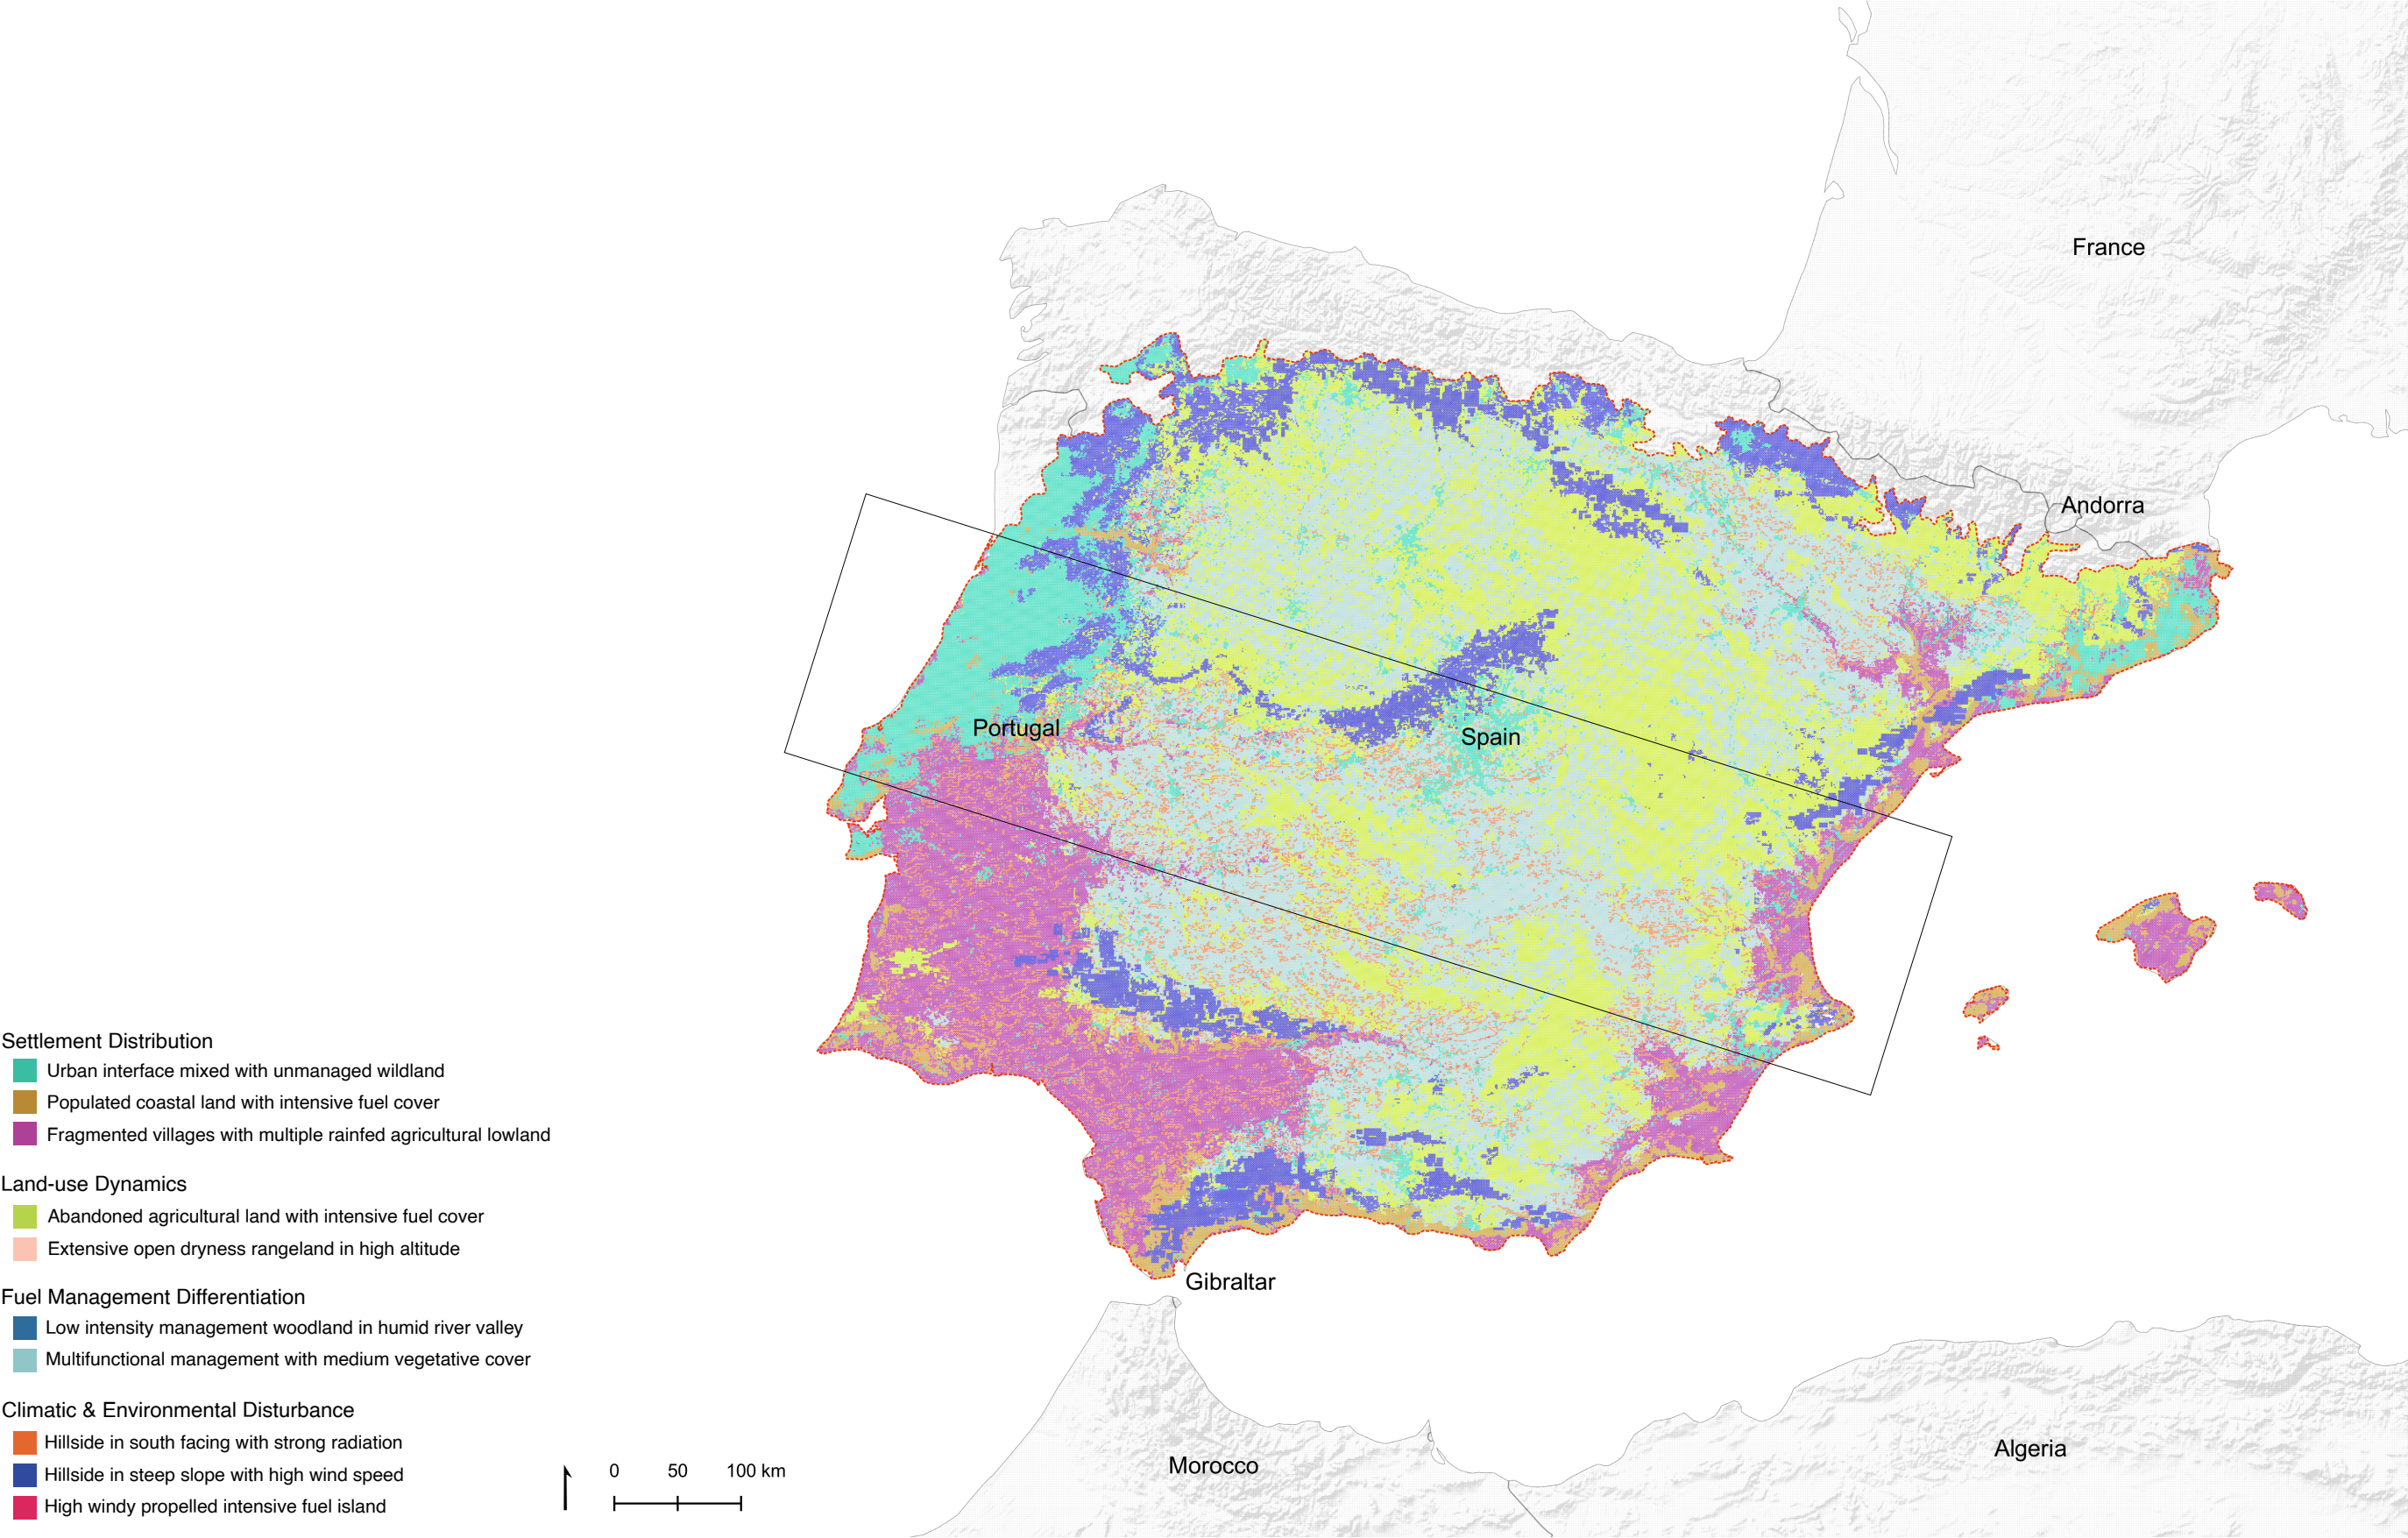 France
Andorra
Portugal
Spain
Gibraltar
Morocco
Algeria
Settlement Distribution
Urban interface mixed with unmanaged wildland
Populated coastal land with intensive fuel cover
Fragmented villages with multiple rainfed agricultural lowland
Land-use Dynamics
Abandoned agricultural land with intensive fuel cover
Extensive open dryness rangeland in high altitude
Fuel Management Differentiation
Low intensity management woodland in humid river valley
Multifunctional management with medium vegetative cover
Climatic & Environmental Disturbance
Hillside in south facing with strong radiation
Hillside in steep slope with high wind speed
High windy propelled intensive fuel island
0 50 100 km